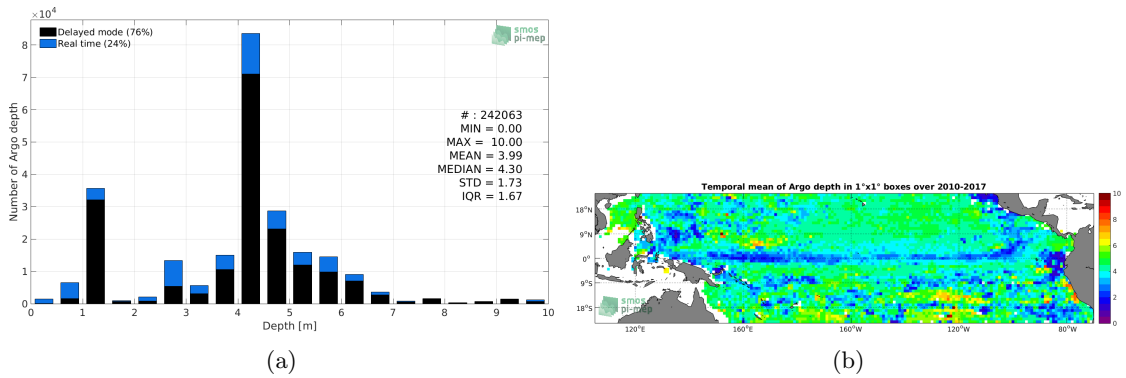 ×10⁴
Delayed mode (76%)
Real time (24%)
smos
pi-mep
# : 242063
MIN = 0.00
MAX = 10.00
MEAN = 3.99
MEDIAN = 4.30
STD = 1.73
IQR = 1.67
Number of Argo depth
8
7
6
5
4
3
2
1
0
0 1 2 3 4 5 6 7 8 9 10
Depth [m]
(a)
Temporal mean of Argo depth in 1°x1° boxes over 2010-2017
18°N
9°N
0°
9°S
18°S
smos
pi-mep
120°E 160°E 160°W 120°W 80°W
10
8
6
4
2
0
(b)